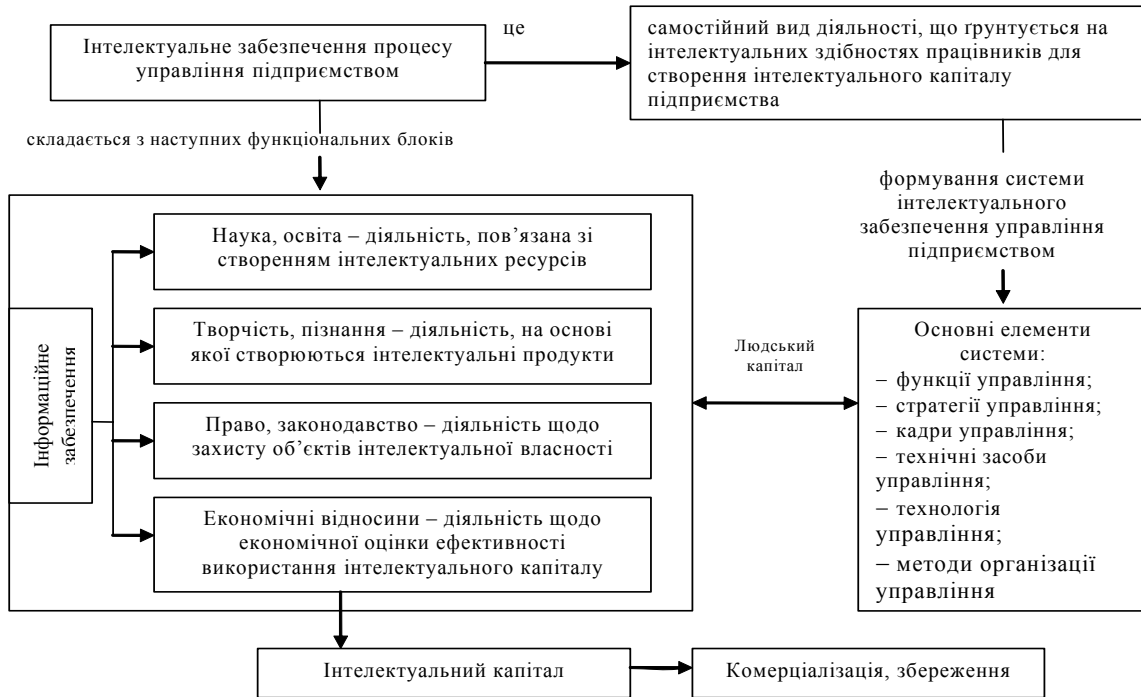 Інтелектуальне забезпечення процесу
управління підприємством
це
самостійний вид діяльності, що ґрунтується на
інтелектуальних здібностях працівників для
створення інтелектуального капіталу
підприємства
складається з наступних функціональних блоків
формування системи
інтелектуального
забезпечення управління
підприємством
Інформаційне
забезпечення
Наука, освіта – діяльність, пов’язана зі
створенням інтелектуальних ресурсів
Творчість, пізнання – діяльність, на основі
якої створюються інтелектуальні продукти
Право, законодавство – діяльність щодо
захисту об’єктів інтелектуальної власності
Економічні відносини – діяльність щодо
економічної оцінки ефективності
використання інтелектуального капіталу
Людський
капітал
Основні елементи
системи:
– функції управління;
– стратегії управління;
– кадри управління;
– технічні засоби
управління;
– технологія
управління;
– методи організації
управління
Інтелектуальний капітал
Комерціалізація, збереження